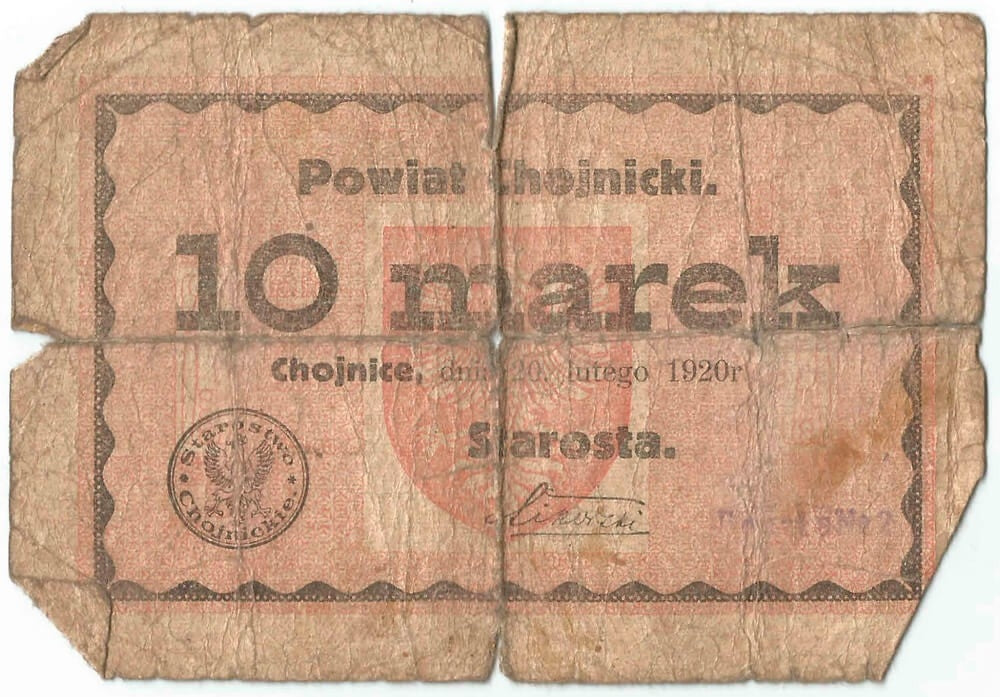 Powiat Chojnicki.
10 marek
Chojnice, dnia 20. lutego 1920r
Starosta.
Starostwo
Chojnickie.